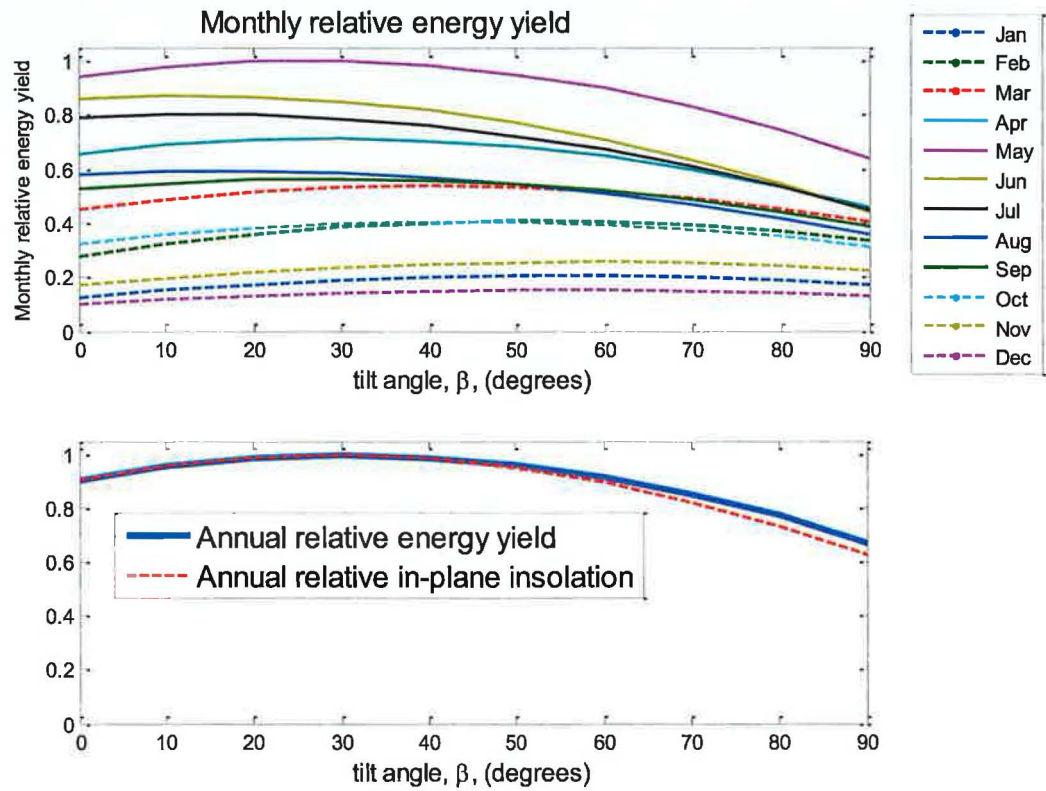 Monthly relative energy yield
Monthly relative energy yield
1
0.8
0.6
0.4
0.2
0
0 10 20 30 40 50 60 70 80 90
tilt angle, β, (degrees)
Jan
Feb
Mar
Apr
May
Jun
Jul
Aug
Sep
Oct
Nov
Dec
1
0.8
0.6
0.4
0.2
0
Annual relative energy yield
Annual relative in-plane insolation
0 10 20 30 40 50 60 70 80 90
tilt angle, β, (degrees)